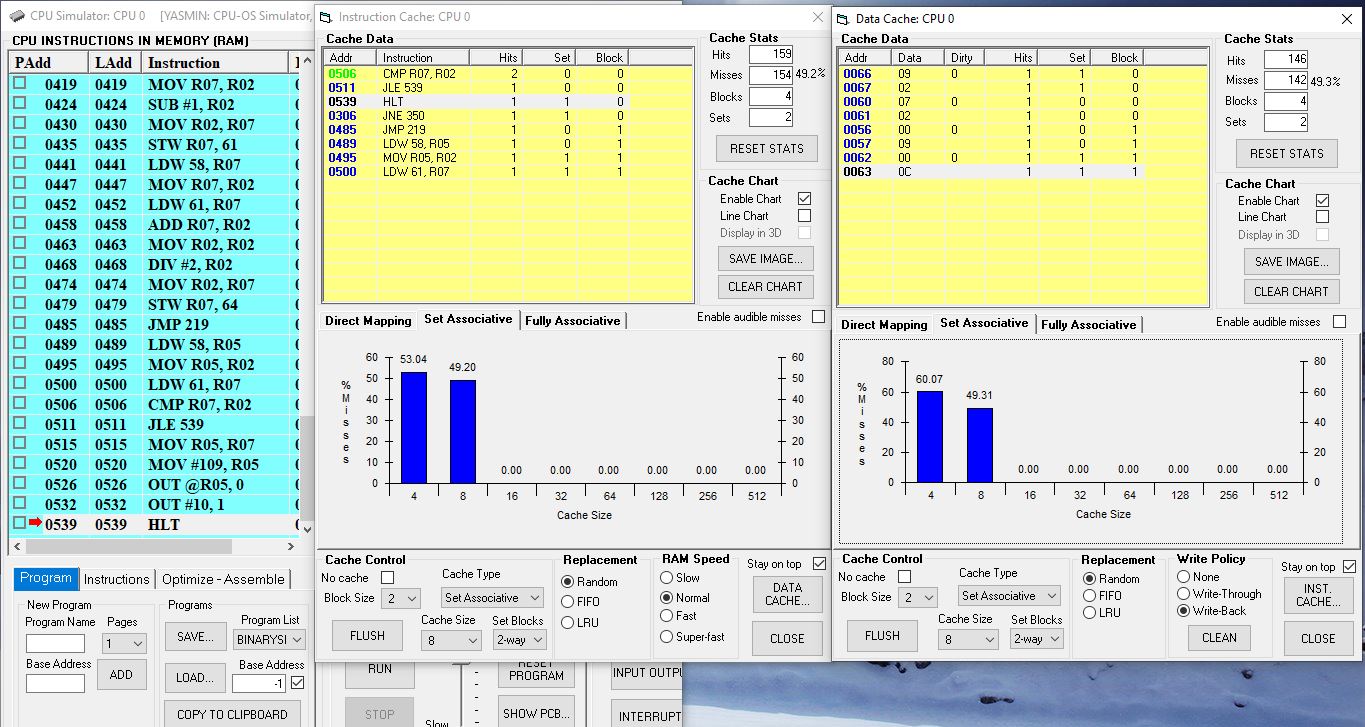 CPU Simulator: CPU 0 [YASMIN: CPU-OS Simulator,
CPU INSTRUCTIONS IN MEMORY (RAM)
PAdd LAdd Instruction
0419 0419 MOV R07, R02
0424 0424 SUB #1, R02
0430 0430 MOV R02, R07
0435 0435 STW R07, 61
0441 0441 LDW 58, R07
0447 0447 MOV R07, R02
0452 0452 LDW 61, R07
0458 0458 ADD R07, R02
0463 0463 MOV R02, R02
0468 0468 DIV #2, R02
0474 0474 MOV R02, R07
0479 0479 STW R07, 64
0485 0485 JMP 219
0489 0489 LDW 58, R05
0495 0495 MOV R05, R02
0500 0500 LDW 61, R07
0506 0506 CMP R07, R02
0511 0511 JLE 539
0515 0515 MOV R05, R07
0520 0520 MOV #109, R05
0526 0526 OUT @R05, 0
0532 0532 OUT #10, 1
0539 0539 HLT
Program Instructions Optimize - Assemble
New Program
Program Name Pages
1
Base Address
ADD
Programs
Program List
SAVE... BINARYSI
Base Address
LOAD... -1
COPY TO CLIPBOARD
RUN
STOP
Slow
RESET PROGRAM
SHOW PCB...
INPUT OUTPU
INTERRUPT
Instruction Cache: CPU 0
Cache Data
Addr Instruction Hits Set Block
0506 CMP R07, R02 2 0 0
0511 JLE 539 1 0 0
0539 HLT 1 1 0
0306 JNE 350 1 1 0
0485 JMP 219 1 0 1
0489 LDW 58, R05 1 0 1
0495 MOV R05, R02 1 1 1
0500 LDW 61, R07 1 1 1
Cache Stats
Hits 159
Misses 154 49.2%
Blocks 4
Sets 2
RESET STATS
Cache Chart
Enable Chart
Line Chart
Display in 3D
SAVE IMAGE...
CLEAR CHART
Enable audible misses
Direct Mapping Set Associative Fully Associative
% Misses
60 50 40 30 20 10 0
53.04 49.20 0.00 0.00 0.00 0.00 0.00 0.00
60 50 40 30 20 10 0
4 8 16 32 64 128 256 512
Cache Size
Cache Control
No cache
Block Size 2
FLUSH
Cache Type
Set Associative
Cache Size Set Blocks
8 2-way
Replacement
Random
FIFO
LRU
RAM Speed
Slow
Normal
Fast
Super-fast
Stay on top
DATA CACHE...
CLOSE
Data Cache: CPU 0
Cache Data
Addr Data Dirty Hits Set Block
0066 09 0 1 1 0
0067 02 1 1 0
0060 07 0 1 1 0
0061 02 1 1 0
0056 00 0 1 0 1
0057 09 1 0 1
0062 00 0 1 1 1
0063 0C 1 1 1
Cache Stats
Hits 146
Misses 142 49.3%
Blocks 4
Sets 2
RESET STATS
Cache Chart
Enable Chart
Line Chart
Display in 3D
SAVE IMAGE...
CLEAR CHART
Enable audible misses
Direct Mapping Set Associative Fully Associative
% Misses
80 60 40 20 0
60.07 49.31 0.00 0.00 0.00 0.00 0.00 0.00
80 60 40 20 0
4 8 16 32 64 128 256 512
Cache Size
Cache Control
No cache
Block Size 2
FLUSH
Cache Type
Set Associative
Cache Size Set Blocks
8 2-way
Replacement
Random
FIFO
LRU
Write Policy
None
Write-Through
Write-Back
CLEAN
Stay on top
INST. CACHE...
CLOSE